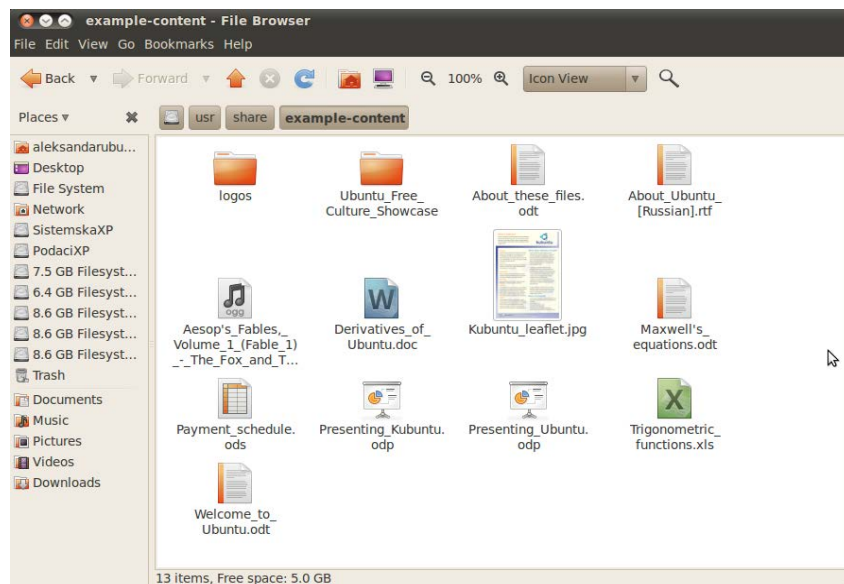 example-content - File Browser
File Edit View Go Bookmarks Help
Back Forward 100% Icon View
Places usr share example-content
aleksandarubu...
Desktop
File System
Network
SistemskaXP
PodaciXP
7.5 GB Filesyst...
6.4 GB Filesyst...
8.6 GB Filesyst...
8.6 GB Filesyst...
8.6 GB Filesyst...
Trash
Documents
Music
Pictures
Videos
Downloads
logos
Ubuntu_Free_
Culture_Showcase
About_these_files.
odt
About_Ubuntu_
[Russian].rtf
ogg
Aesop's_Fables,_
Volume_1_(Fable_1)
_-_The_Fox_and_T...
W
Derivatives_of_
Ubuntu.doc
Kubuntu_leaflet.jpg
Maxwell's_
equations.odt
Payment_schedule.
ods
Presenting_Kubuntu.
odp
Presenting_Ubuntu.
odp
X
Trigonometric_
functions.xls
Welcome_to_
Ubuntu.odt
13 items, Free space: 5.0 GB